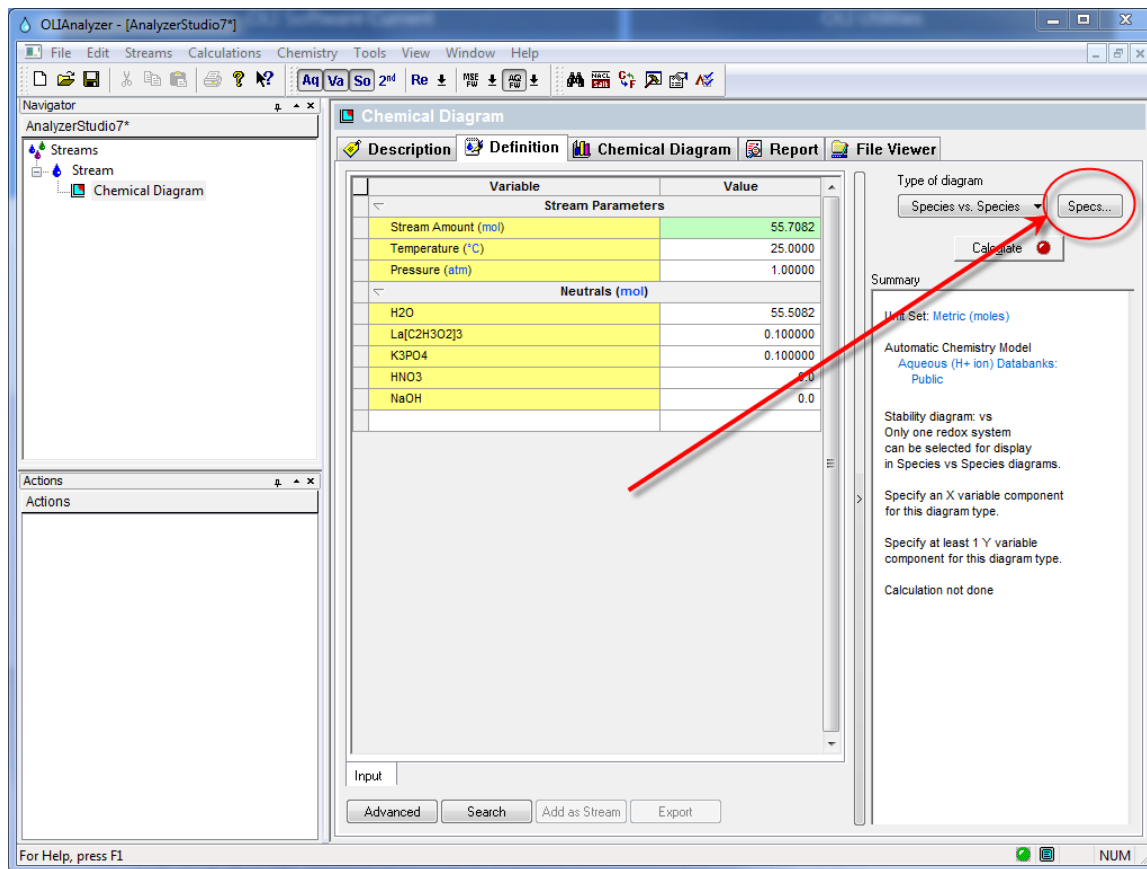 OLIAnalyzer - [AnalyzerStudio7*]
File Edit Streams Calculations Chemistry Tools View Window Help
Aq Va So 2nd Re MSE FW AQ FW
Navigator
AnalyzerStudio7*
Streams
Stream
Chemical Diagram
Actions
Actions
Chemical Diagram
Description Definition Chemical Diagram Report File Viewer
Variable Value
Stream Parameters
Stream Amount (mol) 55.7082
Temperature (°C) 25.0000
Pressure (atm) 1.00000
Neutrals (mol)
H2O 55.5082
La[C2H3O2]3 0.100000
K3PO4 0.100000
HNO3 0.0
NaOH 0.0
Input
Advanced Search Add as Stream Export
Type of diagram
Species vs. Species Specs...
Calculate
Summary
Unit Set: Metric (moles)
Automatic Chemistry Model
Aqueous (H+ ion) Databanks:
Public
Stability diagram: vs
Only one redox system
can be selected for display
in Species vs Species diagrams.
Specify an X variable component
for this diagram type.
Specify at least 1 Y variable
component for this diagram type.
Calculation not done
For Help, press F1 NUM